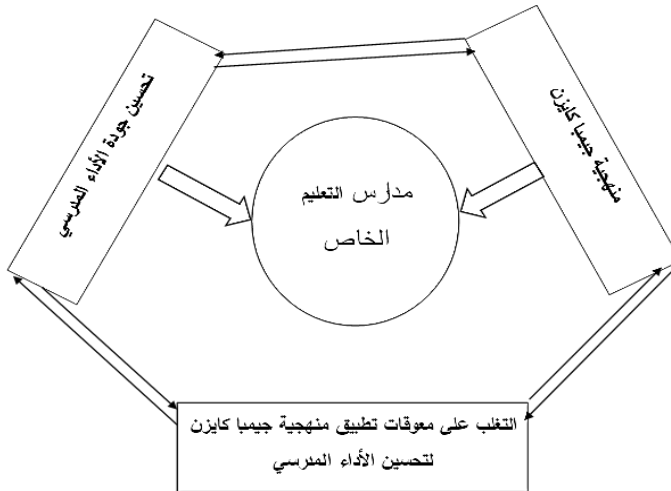 منهجية جيمبا كايزن
تحسين جودة الأداء المدرسي
مدارس التعليم
الخاص
التغلب على معوقات تطبيق منهجية جيمبا كايزن
لتحسين الأداء المدرسي